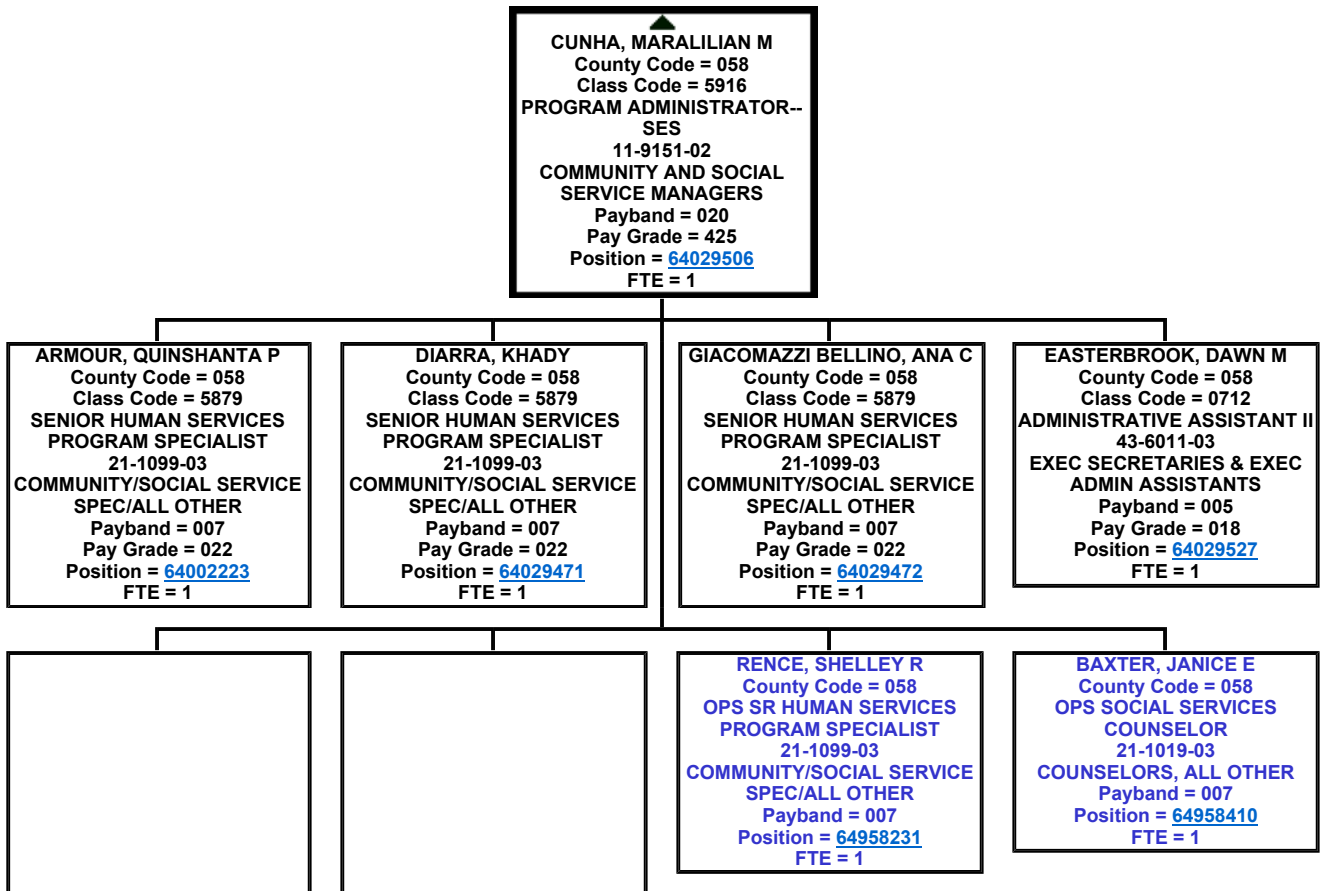 CUNHA, MARALILIAN M
County Code = 058
Class Code = 5916
PROGRAM ADMINISTRATOR--
SES
11-9151-02
COMMUNITY AND SOCIAL
SERVICE MANAGERS
Payband = 020
Pay Grade = 425
Position = 64029506
FTE = 1
ARMOUR, QUINSHANTA P
County Code = 058
Class Code = 5879
SENIOR HUMAN SERVICES
PROGRAM SPECIALIST
21-1099-03
COMMUNITY/SOCIAL SERVICE
SPEC/ALL OTHER
Payband = 007
Pay Grade = 022
Position = 64002223
FTE = 1
DIARRA, KHADY
County Code = 058
Class Code = 5879
SENIOR HUMAN SERVICES
PROGRAM SPECIALIST
21-1099-03
COMMUNITY/SOCIAL SERVICE
SPEC/ALL OTHER
Payband = 007
Pay Grade = 022
Position = 64029471
FTE = 1
GIACOMAZZI BELLINO, ANA C
County Code = 058
Class Code = 5879
SENIOR HUMAN SERVICES
PROGRAM SPECIALIST
21-1099-03
COMMUNITY/SOCIAL SERVICE
SPEC/ALL OTHER
Payband = 007
Pay Grade = 022
Position = 64029472
FTE = 1
EASTERBROOK, DAWN M
County Code = 058
Class Code = 0712
ADMINISTRATIVE ASSISTANT II
43-6011-03
EXEC SECRETARIES & EXEC
ADMIN ASSISTANTS
Payband = 005
Pay Grade = 018
Position = 64029527
FTE = 1
RENCE, SHELLEY R
County Code = 058
OPS SR HUMAN SERVICES
PROGRAM SPECIALIST
21-1099-03
COMMUNITY/SOCIAL SERVICE
SPEC/ALL OTHER
Payband = 007
Position = 64958231
FTE = 1
BAXTER, JANICE E
County Code = 058
OPS SOCIAL SERVICES
COUNSELOR
21-1019-03
COUNSELORS, ALL OTHER
Payband = 007
Position = 64958410
FTE = 1